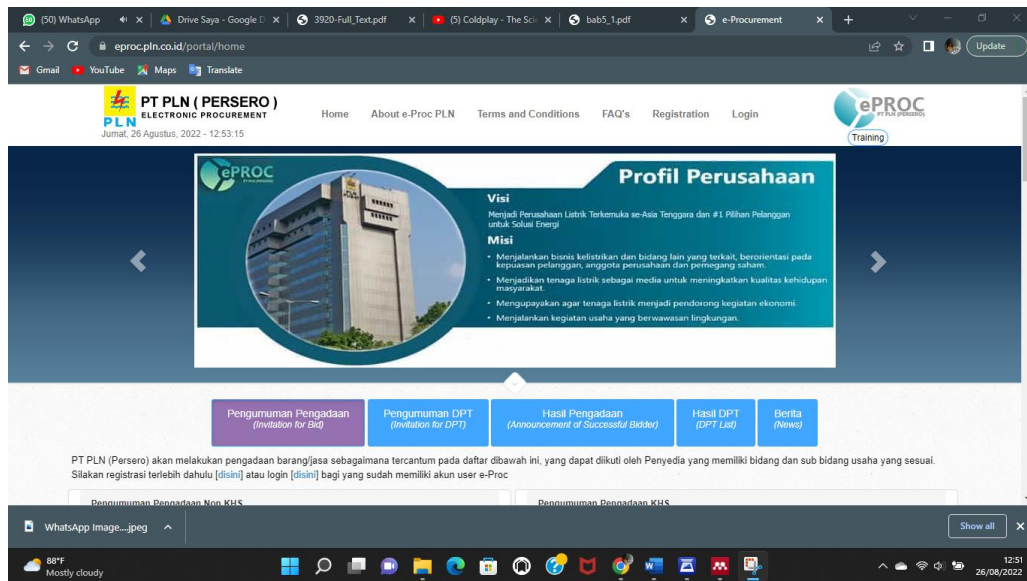 (50) WhatsApp
Drive Saya - Google D
3920-Full_Text.pdf
(5) Coldplay - The Scie
bab5_1.pdf
e-Procurement
eproc.pln.co.id/portal/home
Update
Gmail
YouTube
Maps
Translate
PLN
PT PLN ( PERSERO )
ELECTRONIC PROCUREMENT
Jumat, 26 Agustus, 2022 - 12:53:15
Home
About e-Proc PLN
Terms and Conditions
FAQ's
Registration
Login
ePROC
PT PLN (PERSERO)
Training
ePROC
Profil Perusahaan
Visi
Menjadi Perusahaan Listrik Terkemuka se-Asia Tenggara dan #1 Pilihan Pelanggan
untuk Solusi Energi
Misi
• Menjalankan bisnis kelistrikan dan bidang lain yang terkait, berorientasi pada
kepuasan pelanggan, anggota perusahaan dan pemegang saham.
• Menjadikan tenaga listrik sebagai media untuk meningkatkan kualitas kehidupan
masyarakat.
• Mengupayakan agar tenaga listrik menjadi pendorong kegiatan ekonomi.
• Menjalankan kegiatan usaha yang berwawasan lingkungan.
Pengumuman Pengadaan
(Invitation for Bid)
Pengumuman DPT
(Invitation for DPT)
Hasil Pengadaan
(Announcement of Successful Bidder)
Hasil DPT
(DPT List)
Berita
(News)
PT PLN (Persero) akan melakukan pengadaan barang/jasa sebagaimana tercantum pada daftar dibawah ini, yang dapat diikuti oleh Penyedia yang memiliki bidang dan sub bidang usaha yang sesuai.
Silakan registrasi terlebih dahulu [disini] atau login [disini] bagi yang sudah memiliki akun user e-Proc
Pengumuman Pengadaan Non KHS
Pengumuman Pengadaan KHS
WhatsApp Image....jpeg
Show all
88°F
Mostly cloudy
12:51
26/08/2022